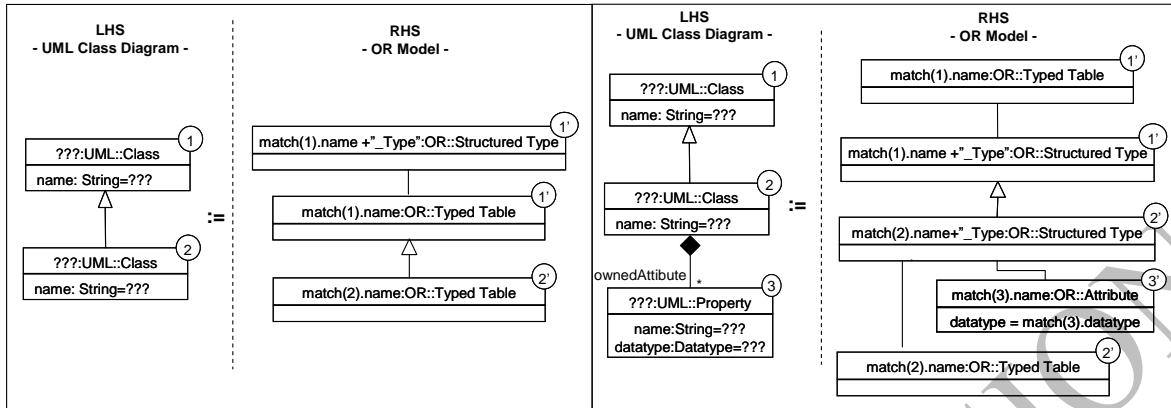 LHS
- UML Class Diagram -
RHS
- OR Model -
1
???:UML::Class
name: String=???
2
???:UML::Class
name: String=???
:=
1'
match(1).name +"_Type":OR::Structured Type
1'
match(1).name:OR::Typed Table
2'
match(2).name:OR::Typed Table
LHS
- UML Class Diagram -
RHS
- OR Model -
1
???:UML::Class
name: String=???
2
???:UML::Class
name: String=???
ownedAttibute
*
3
???:UML::Property
name:String=???
datatype:Datatype=???
:=
1'
match(1).name:OR::Typed Table
1'
match(1).name +"_Type":OR::Structured Type
2'
match(2).name+"_Type:OR::Structured Type
3'
match(3).name:OR::Attribute
datatype = match(3).datatype
2'
match(2).name:OR::Typed Table